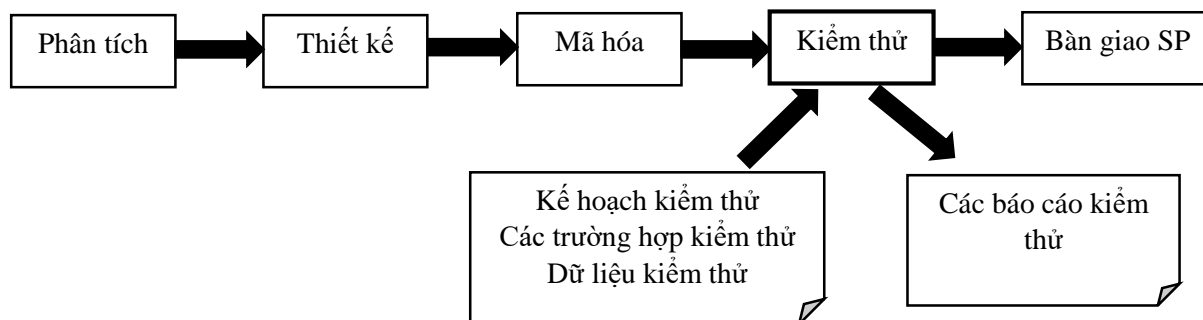 Phân tích
Thiết kế
Mã hóa
Kiểm thử
Bàn giao SP
Kế hoạch kiểm thử
Các trường hợp kiểm thử
Dữ liệu kiểm thử
Các báo cáo kiểm
thử